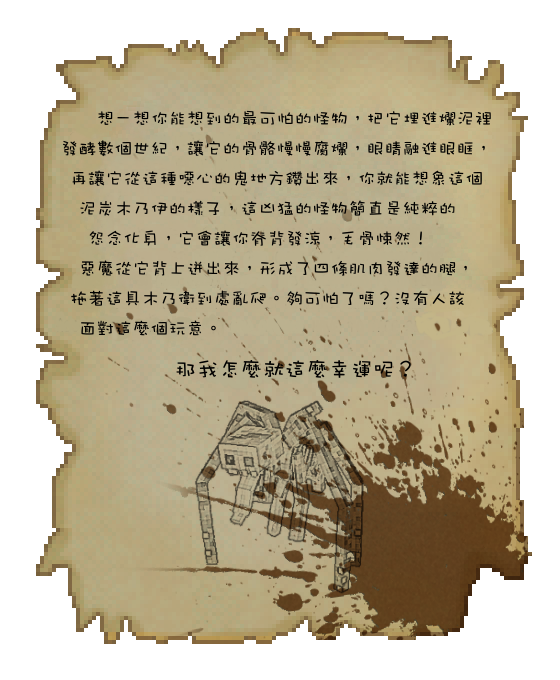 想一想你能想到的最可怕的怪物，把它埋進爛泥裡
發酵數個世紀，讓它的骨骼慢慢腐爛，眼睛融進眼眶，
再讓它從這種噁心的鬼地方鑽出來，你就能想象這個
泥炭木乃伊的樣子，這凶猛的怪物簡直是純粹的
怨念化身，它會讓你脊背發涼，毛骨悚然！
惡魔從它背上迸出來，形成了四條肌肉發達的腿，
拖著這具木乃衝到處亂爬。夠可怕了嗎？沒有人該
面對這麼個玩意。
那我怎麼就這麼幸運呢？